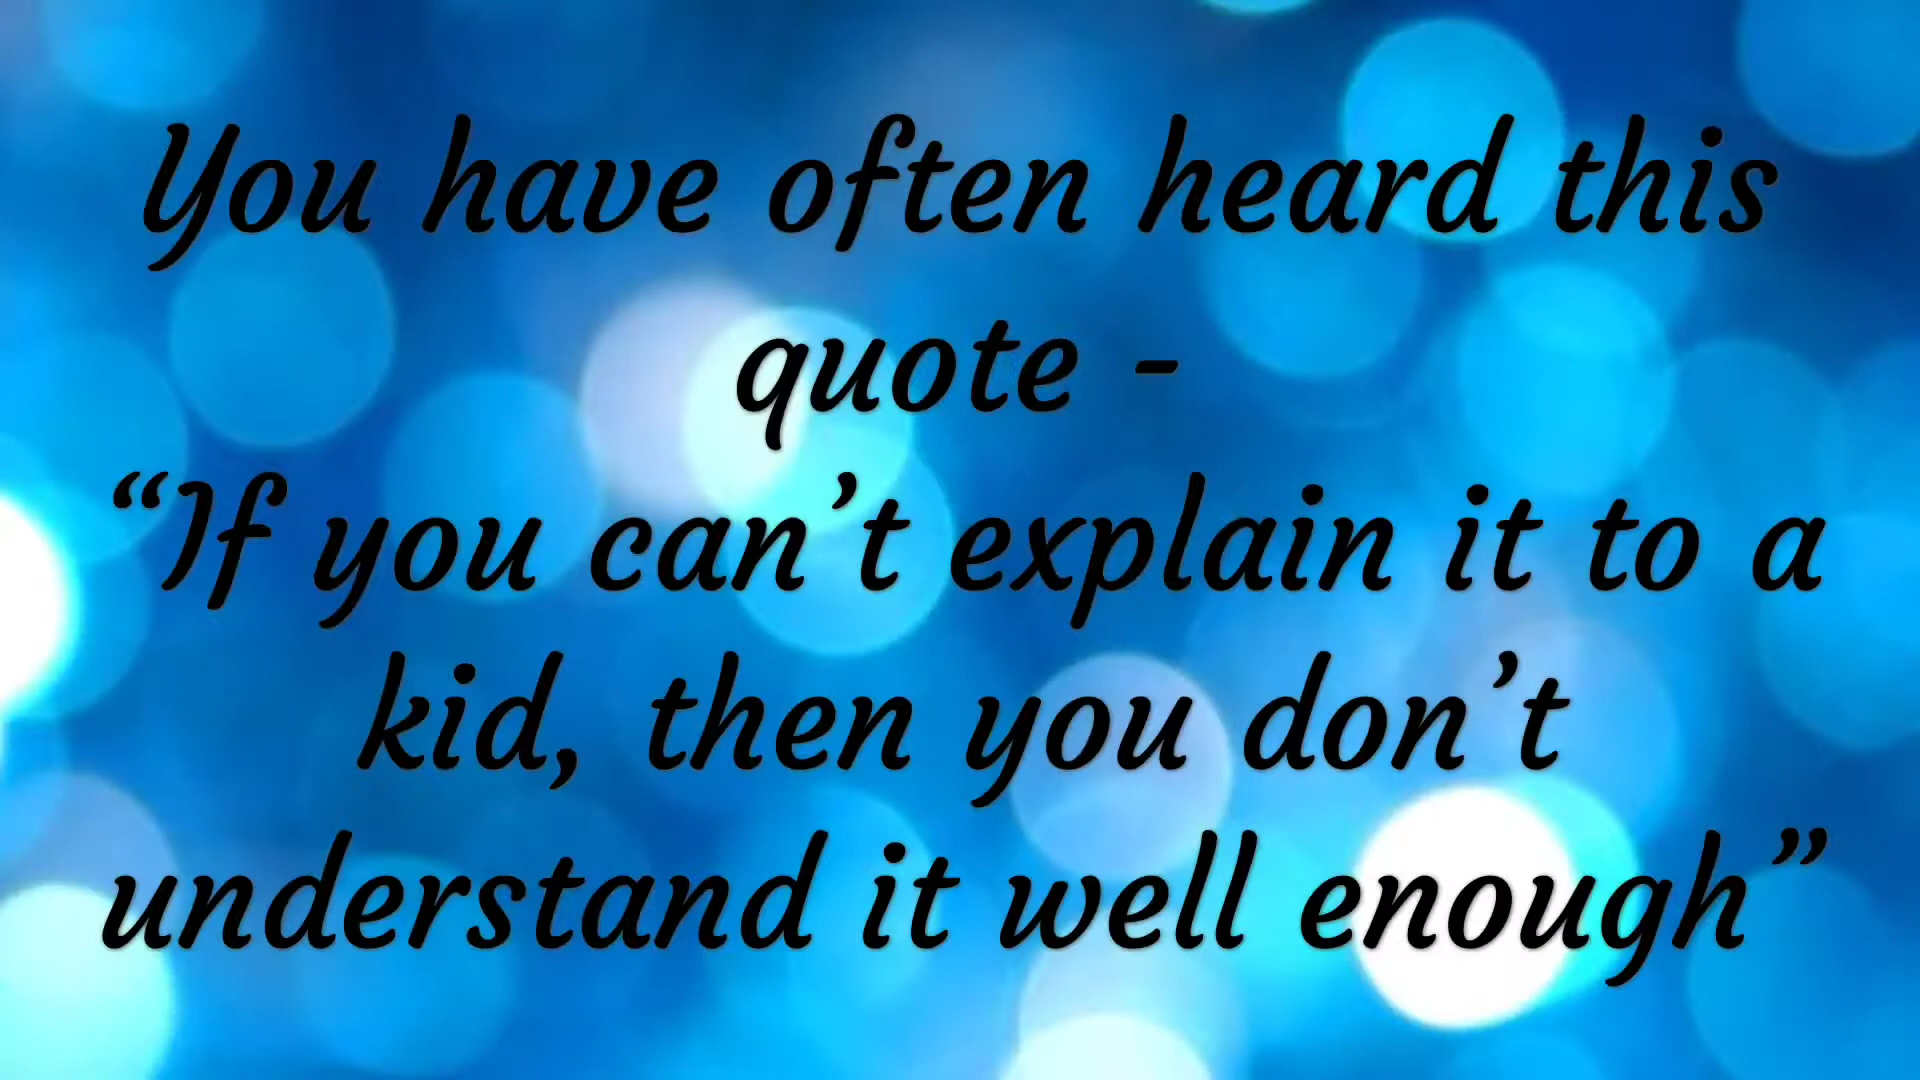 You have often heard this
quote -
“If you can’t explain it to a
kid, then you don’t
understand it well enough”